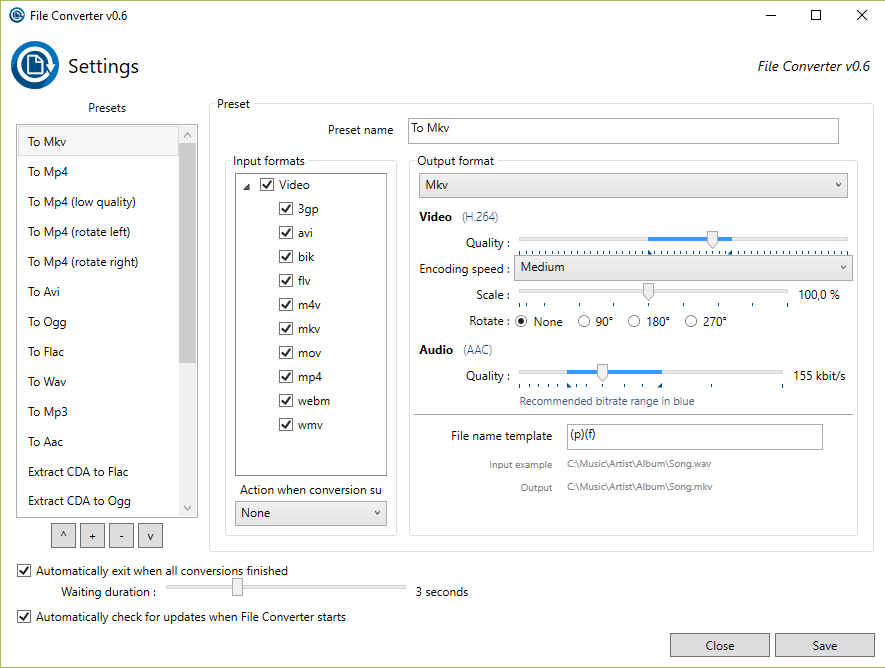 File Converter v0.6
Settings
File Converter v0.6
Presets
To Mkv
To Mp4
To Mp4 (low quality)
To Mp4 (rotate left)
To Mp4 (rotate right)
To Avi
To Ogg
To Flac
To Wav
To Mp3
To Aac
Extract CDA to Flac
Extract CDA to Ogg
^ + - v
Preset
Preset name To Mkv
Input formats
Video
3gp
avi
bik
flv
m4v
mkv
mov
mp4
webm
wmv
Action when conversion su
None
Output format
Mkv
Video (H.264)
Quality :
Encoding speed : Medium
Scale : 100,0 %
Rotate : None 90° 180° 270°
Audio (AAC)
Quality : 155 kbit/s
Recommended bitrate range in blue
File name template (p)(f)
Input example C:\Music\Artist\Album\Song.wav
Output C:\Music\Artist\Album\Song.mkv
Automatically exit when all conversions finished
Waiting duration : 3 seconds
Automatically check for updates when File Converter starts
Close Save